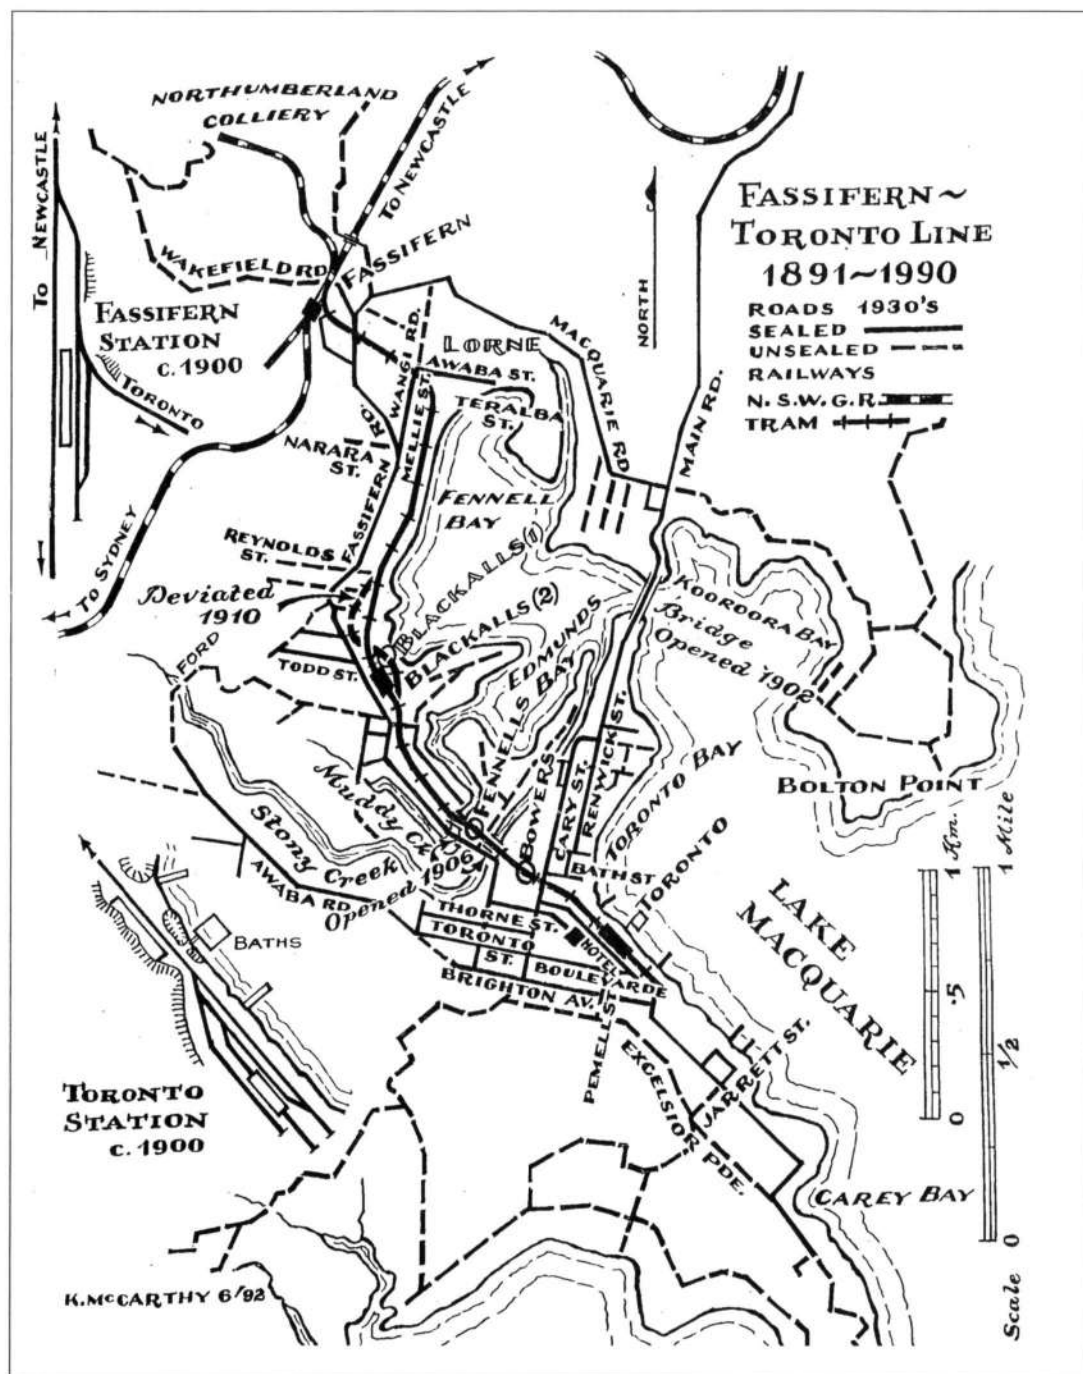 FASSIFERN~
TORONTO LINE
1891~1990
ROADS 1930'S
SEALED
UNSEALED
RAILWAYS
N.S.W.G.R.
TRAM
NORTH
NORTHUMBERLAND
COLLIERY
TO NEWCASTLE
TO NEWCASTLE
FASSIFERN
WAKEFIELD RD
FASSIFERN
STATION
c. 1900
TORONTO
TO SYDNEY
LORNE
MACQUARIE RD
MAIN RD.
WANGI RD.
AWABA ST.
TERALBA
ST.
MELLIE ST.
NARARA
ST.
FASSIFERN RD.
FENNELL
BAY
REYNOLDS
ST.
Deviated
1910
BLACKALLS (1)
BLACKALLS (2)
KOOROORA BAY
Bridge
Opened 1902
EDMUNDS
BAY
FORD
TODD ST.
FENNELLS
BOWERS
CARY ST.
RENWICK ST.
TORONTO BAY
BOLTON POINT
Muddy Ck
Stony
Creek
Opened 1906
AWABA RD.
BATH ST
TORONTO
THORNE ST.
TORONTO
ST.
HOTEL
BOULEVARDE
BRIGHTON AV.
PEMELL ST
LAKE
MACQUARIE
EXCELSIOR PDE.
JARRETT ST.
CAREY BAY
BATHS
TORONTO
STATION
c. 1900
1 Km.
.5
0
1 Mile
1/2
0
Scale
K. McCARTHY 6/92